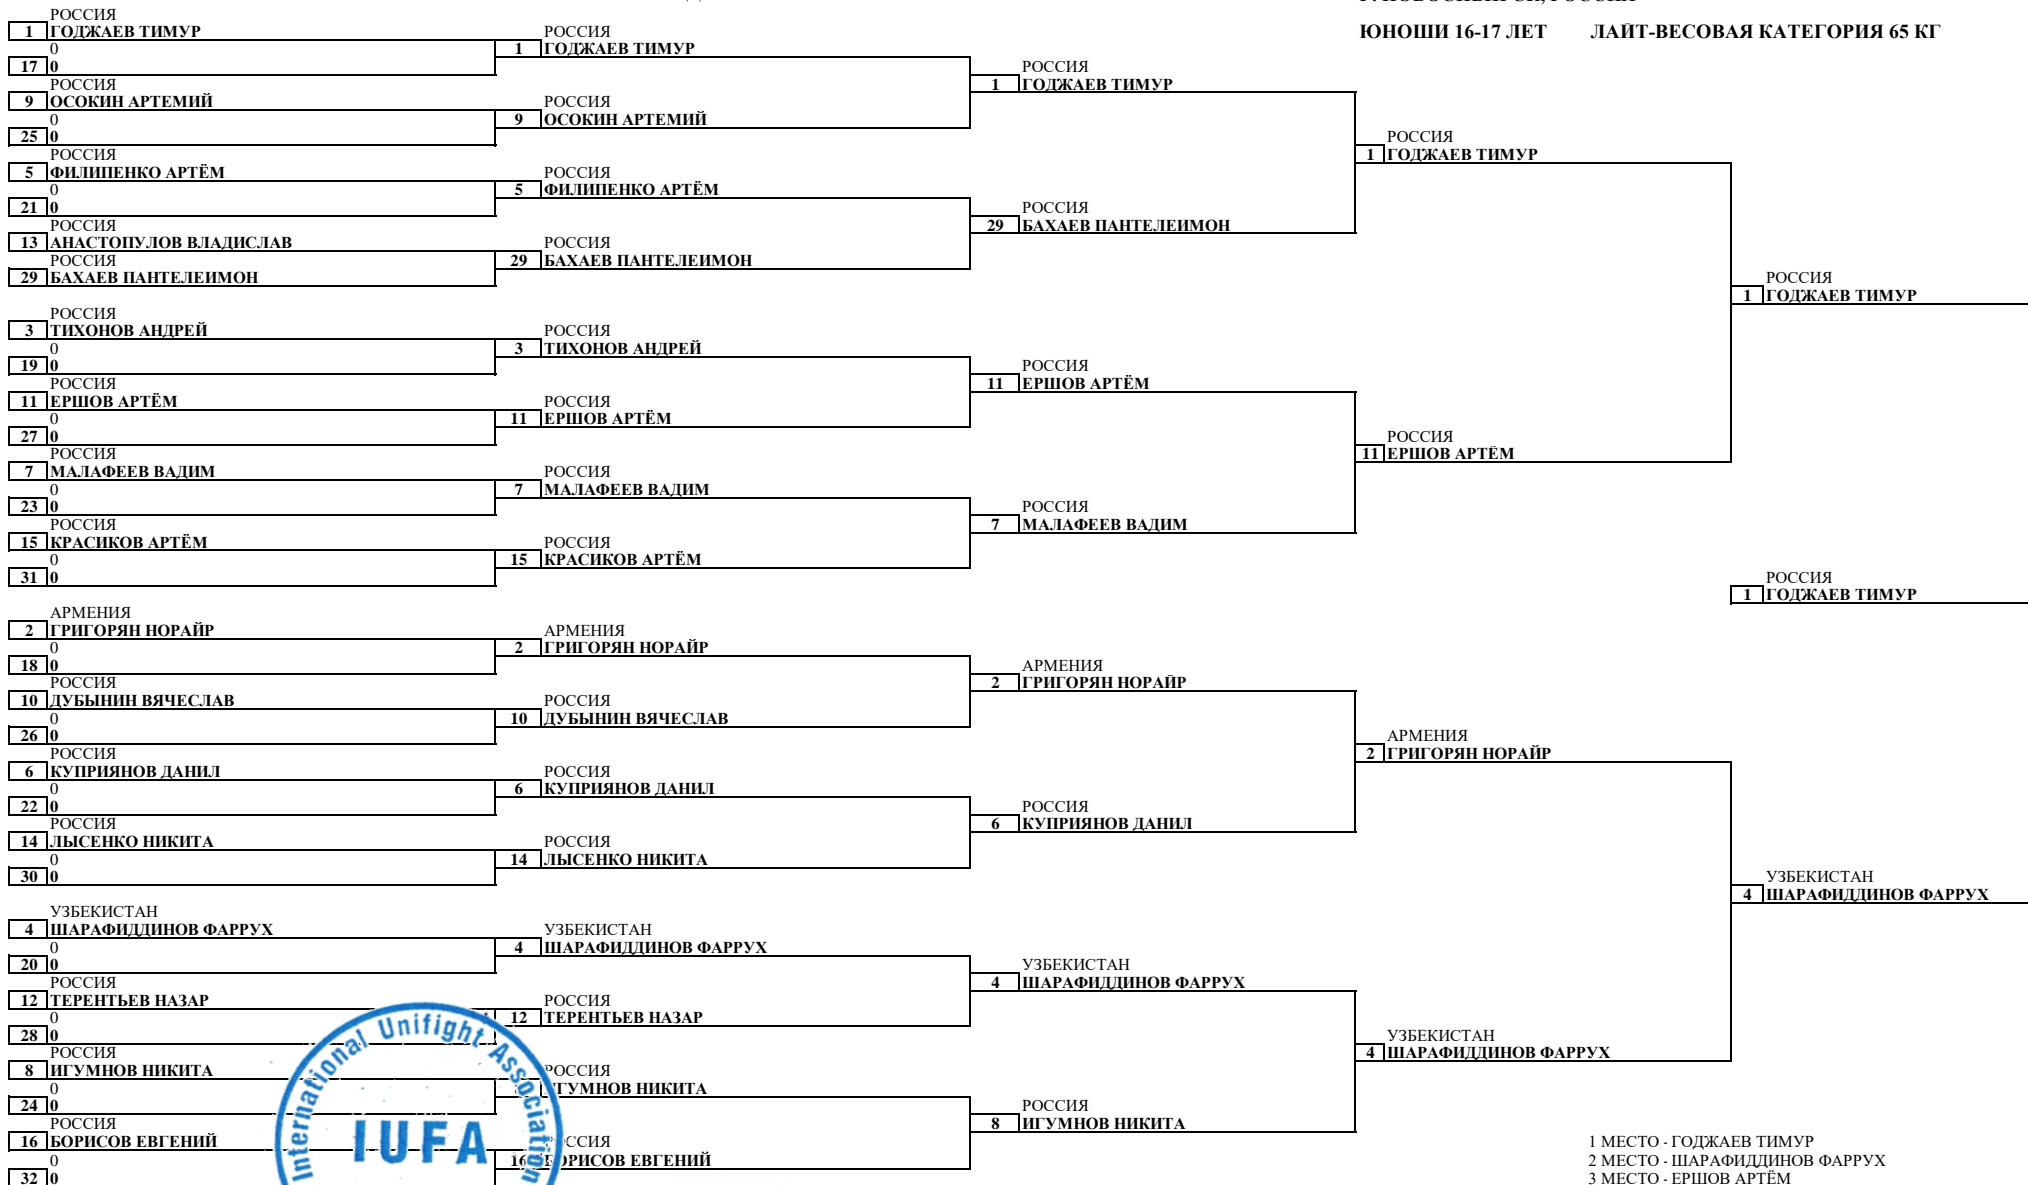 ЮНОШИ 16-17 ЛЕТ ЛАЙТ-ВЕСОВАЯ КАТЕГОРИЯ 65 КГ
РОССИЯ
1 ГОДЖАЕВ ТИМУР
0
17 0
РОССИЯ
9 ОСОКИН АРТЕМИЙ
0
25 0
РОССИЯ
5 ФИЛИПЕНКО АРТЁМ
0
21 0
РОССИЯ
13 АНАСТОПУЛОВ ВЛАДИСЛАВ
РОССИЯ
29 БАХАЕВ ПАНТЕЛЕИМОН
РОССИЯ
3 ТИХОНОВ АНДРЕЙ
0
19 0
РОССИЯ
11 ЕРШОВ АРТЁМ
0
27 0
РОССИЯ
7 МАЛАФЕЕВ ВАДИМ
0
23 0
РОССИЯ
15 КРАСИКОВ АРТЁМ
0
31 0
АРМЕНИЯ
2 ГРИГОРЯН НОРАЙР
0
18 0
РОССИЯ
10 ДУБЫНИН ВЯЧЕСЛАВ
0
26 0
РОССИЯ
6 КУПРИЯНОВ ДАНИЛ
0
22 0
РОССИЯ
14 ЛЫСЕНКО НИКИТА
0
30 0
УЗБЕКИСТАН
4 ШАРАФИДДИНОВ ФАРРУХ
0
20 0
РОССИЯ
12 ТЕРЕНТЬЕВ НАЗАР
0
28 0
РОССИЯ
8 ИГУМНОВ НИКИТА
0
24 0
РОССИЯ
16 БОРИСОВ ЕВГЕНИЙ
0
32 0
РОССИЯ
1 ГОДЖАЕВ ТИМУР
РОССИЯ
9 ОСОКИН АРТЕМИЙ
РОССИЯ
5 ФИЛИПЕНКО АРТЁМ
РОССИЯ
29 БАХАЕВ ПАНТЕЛЕИМОН
РОССИЯ
3 ТИХОНОВ АНДРЕЙ
РОССИЯ
11 ЕРШОВ АРТЁМ
РОССИЯ
7 МАЛАФЕЕВ ВАДИМ
РОССИЯ
15 КРАСИКОВ АРТЁМ
АРМЕНИЯ
2 ГРИГОРЯН НОРАЙР
РОССИЯ
10 ДУБЫНИН ВЯЧЕСЛАВ
РОССИЯ
6 КУПРИЯНОВ ДАНИЛ
РОССИЯ
14 ЛЫСЕНКО НИКИТА
УЗБЕКИСТАН
4 ШАРАФИДДИНОВ ФАРРУХ
РОССИЯ
12 ТЕРЕНТЬЕВ НАЗАР
РОССИЯ
ИГУМНОВ НИКИТА
РОССИЯ
16 БОРИСОВ ЕВГЕНИЙ
International Unifight Association
IUFA
РОССИЯ
1 ГОДЖАЕВ ТИМУР
РОССИЯ
29 БАХАЕВ ПАНТЕЛЕИМОН
РОССИЯ
11 ЕРШОВ АРТЁМ
РОССИЯ
7 МАЛАФЕЕВ ВАДИМ
АРМЕНИЯ
2 ГРИГОРЯН НОРАЙР
РОССИЯ
6 КУПРИЯНОВ ДАНИЛ
УЗБЕКИСТАН
4 ШАРАФИДДИНОВ ФАРРУХ
РОССИЯ
8 ИГУМНОВ НИКИТА
РОССИЯ
1 ГОДЖАЕВ ТИМУР
РОССИЯ
11 ЕРШОВ АРТЁМ
АРМЕНИЯ
2 ГРИГОРЯН НОРАЙР
УЗБЕКИСТАН
4 ШАРАФИДДИНОВ ФАРРУХ
РОССИЯ
1 ГОДЖАЕВ ТИМУР
РОССИЯ
1 ГОДЖАЕВ ТИМУР
УЗБЕКИСТАН
4 ШАРАФИДДИНОВ ФАРРУХ
1 МЕСТО - ГОДЖАЕВ ТИМУР
2 МЕСТО - ШАРАФИДДИНОВ ФАРРУХ
3 МЕСТО - ЕРШОВ АРТЁМ